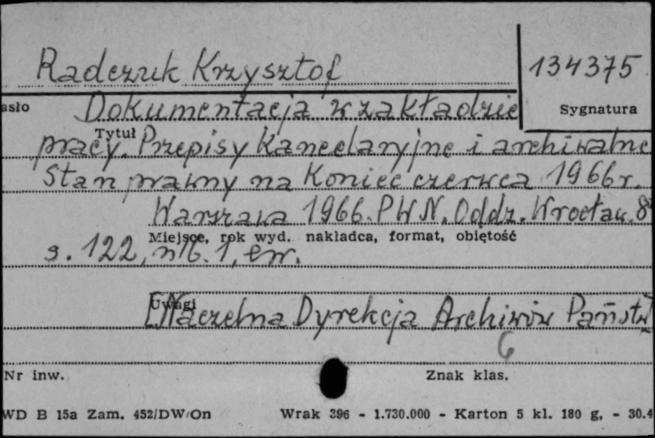 Radczuk Krzysztof
134375
asło
Sygnatura
Dokumentacja w zakładzie
Tytuł
pracy. Przepisy kancelaryjne i archiwalne
Stan prawny na koniec czerwca 1966 r.
Warszawa 1966. PWN. Oddz. Wrocław. 8°
Miejsce, rok wyd. nakładca, format, objętość
s. 122, nlb. 1, err.
Uwagi
[Naczelna Dyrekcja Archiwów Państw]
6
Nr inw.
Znak klas.
WD B 15a Zam. 452/DW/On Wrak 396 - 1.730.000 - Karton 5 kl. 180 g, - 30.4